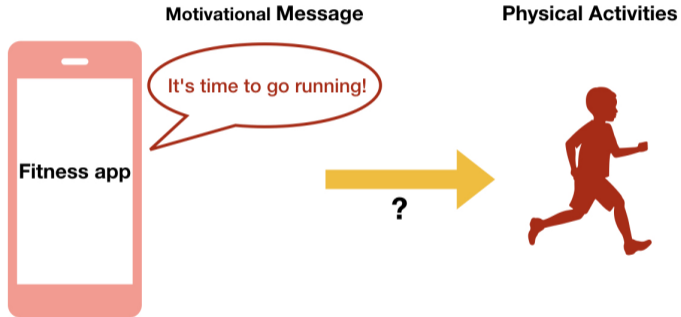 Motivational Message
Physical Activities
It's time to go running!
Fitness app
?